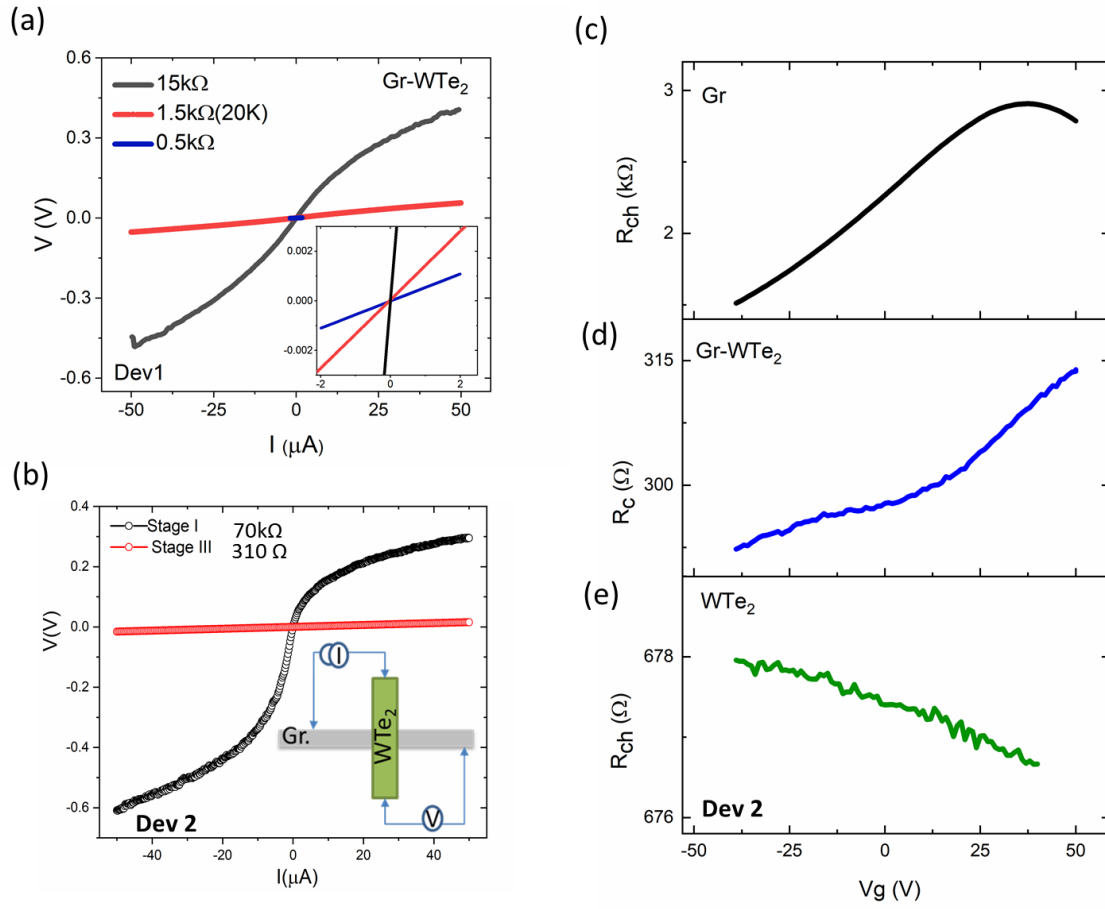 (a)
0.6
0.3
0.0
-0.3
-0.6
V (V)
15kΩ
1.5kΩ(20K)
0.5kΩ
Gr-WTe₂
0.002
0.000
-0.002
-2
0
2
Dev1
-50
-25
0
25
50
I (μA)
(b)
0.4
0.2
0.0
-0.2
-0.4
-0.6
V(V)
Stage I 70kΩ
Stage III 310 Ω
I
Gr.
WTe₂
V
Dev 2
-40
-20
0
20
40
I(μA)
(c)
3
2
R_ch (kΩ)
Gr
(d)
Gr-WTe₂
315
300
R_c (Ω)
(e)
WTe₂
678
676
R_ch (Ω)
Dev 2
-50
-25
0
25
50
Vg (V)